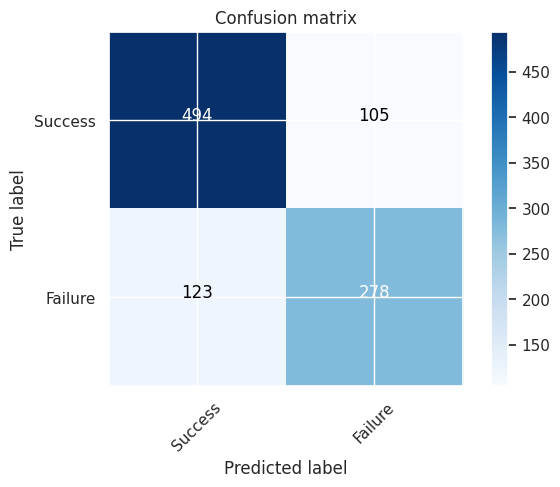 Confusion matrix
True label
Success
Failure
494
105
123
278
Success
Failure
Predicted label
450
400
350
300
250
200
150